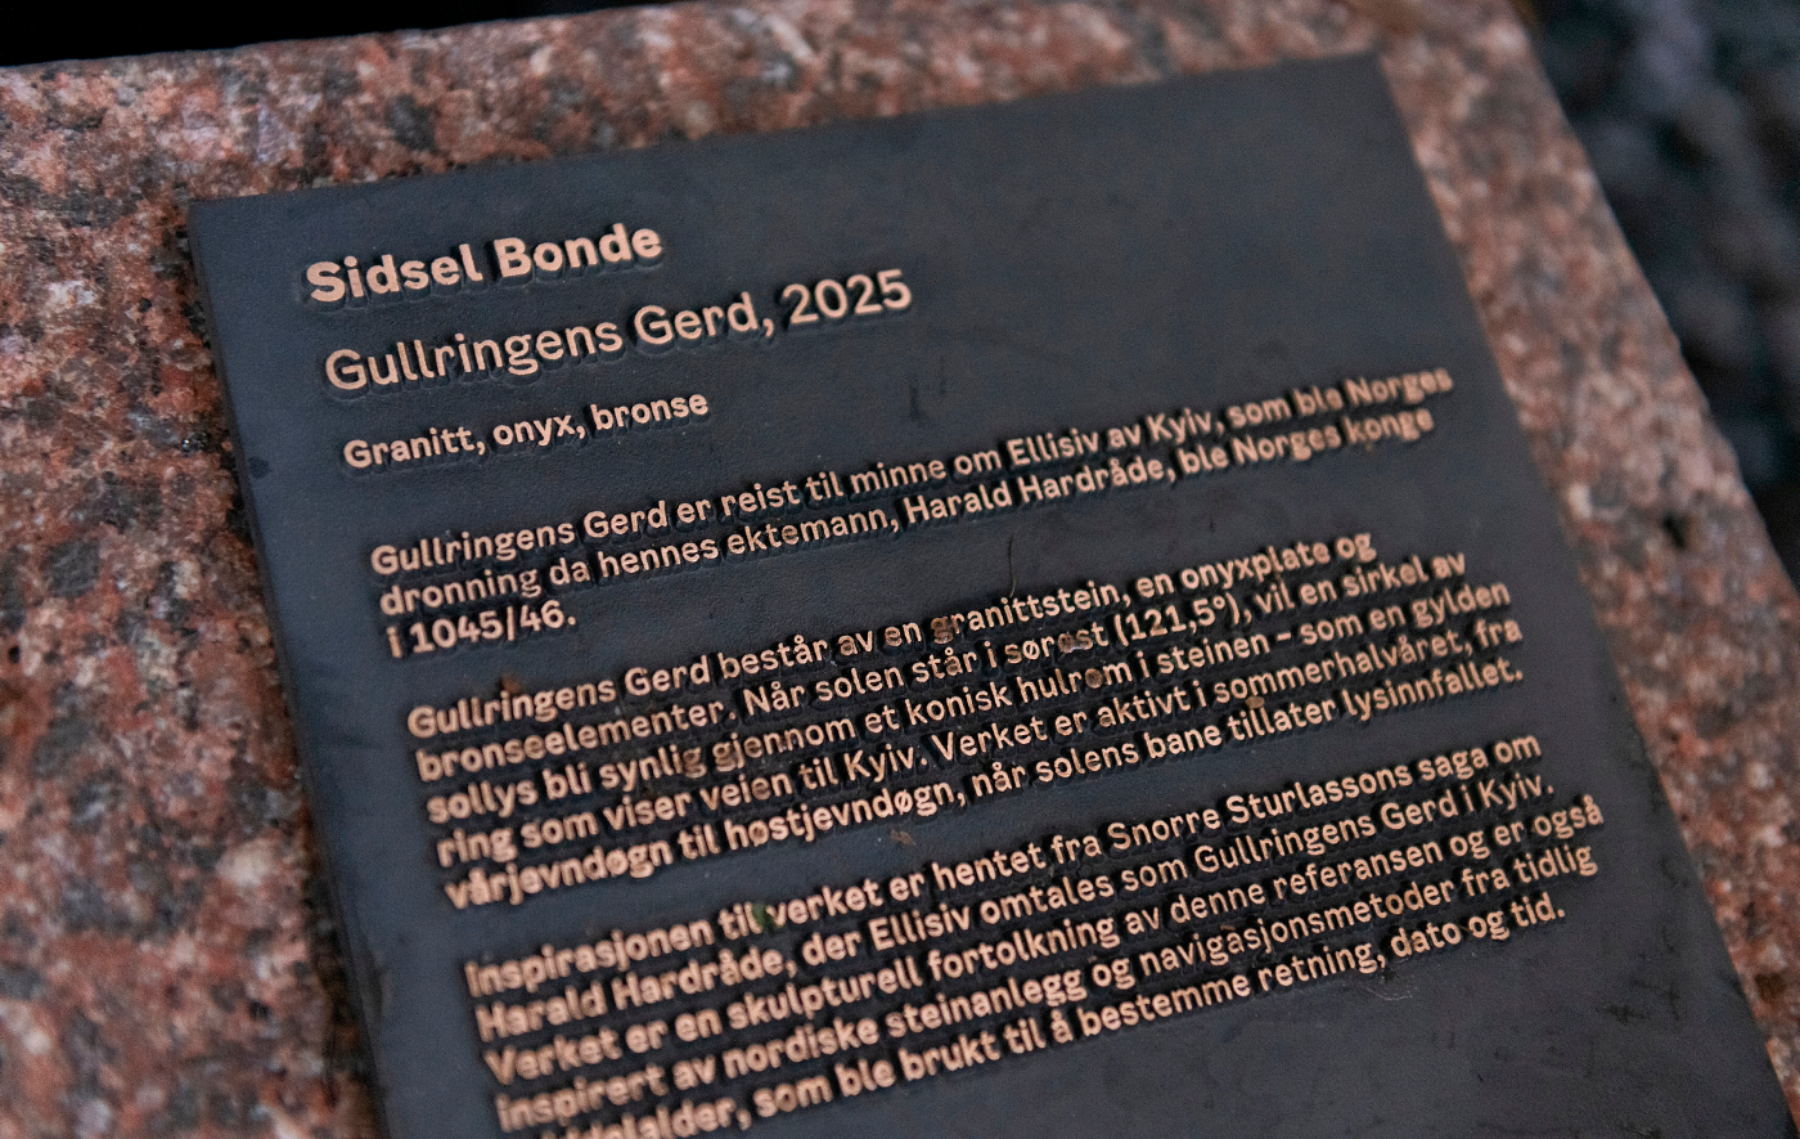 Sidsel Bonde
Gullringens Gerd, 2025
Granitt, onyx, bronse
Gullringens Gerd er reist til minne om Ellisiv av Kyiv, som ble Norges
dronning da hennes ektemann, Harald Hardråde, ble Norges konge
i 1045/46.
Gullringens Gerd består av en granittstein, en onyxplate og
bronseelementer. Når solen står i sørøst (121,5°), vil en sirkel av
sollys bli synlig gjennom et konisk hulrom i steinen – som en gylden
ring som viser veien til Kyiv. Verket er aktivt i sommerhalvåret, fra
vårjevndøgn til høstjevndøgn, når solens bane tillater lysinnfallet.
Inspirasjonen til verket er hentet fra Snorre Sturlassons saga om
Harald Hardråde, der Ellisiv omtales som Gullringens Gerd i Kyiv.
Verket er en skulpturell fortolkning av denne referansen og er også
inspirert av nordiske steinanlegg og navigasjonsmetoder fra tidlig
middelalder, som ble brukt til å bestemme retning, dato og tid.